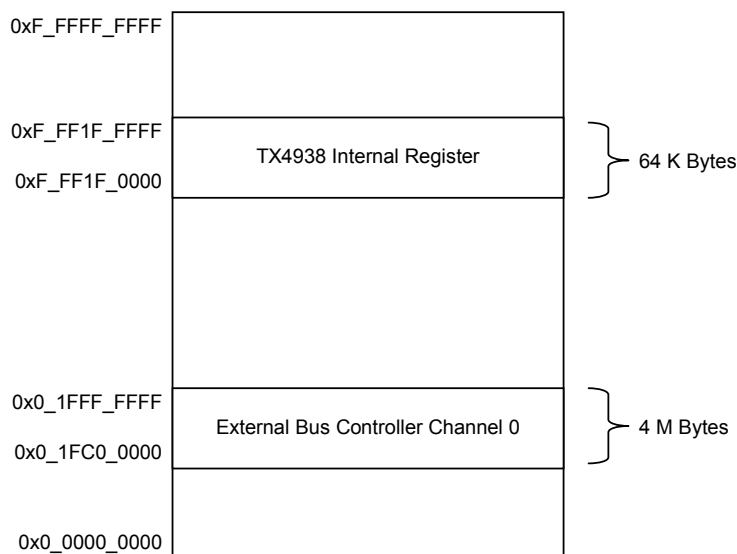 0xF_FFFF_FFFF
0xF_FF1F_FFFF
TX4938 Internal Register
64 K Bytes
0xF_FF1F_0000
0x0_1FFF_FFFF
External Bus Controller Channel 0
4 M Bytes
0x0_1FC0_0000
0x0_0000_0000